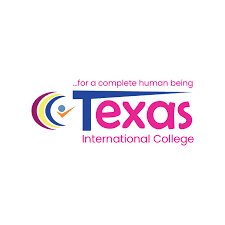 ...for a complete human being
Texas
International College